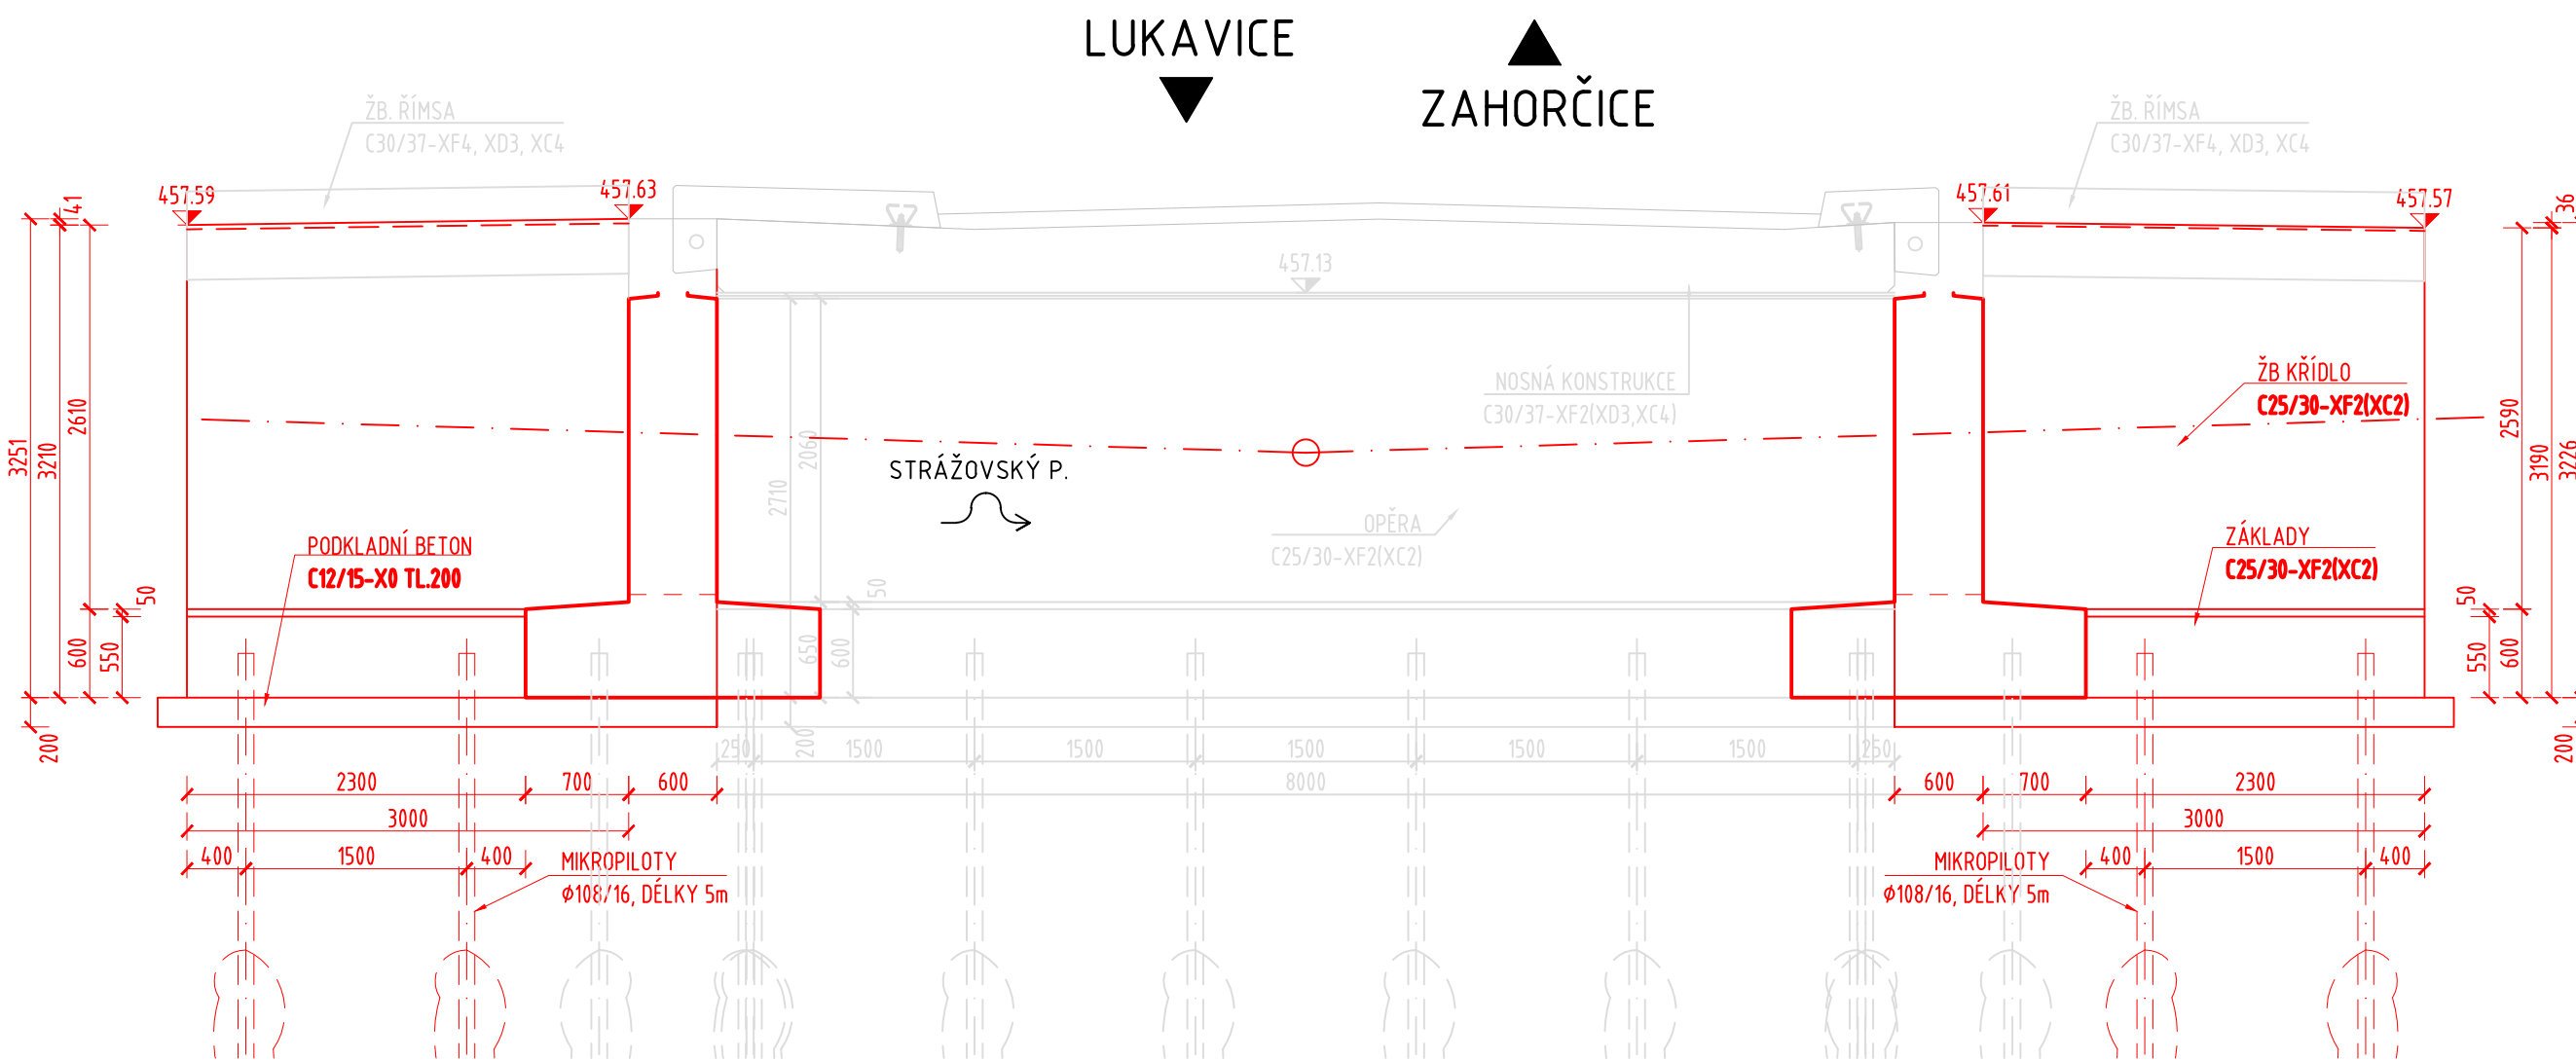 LUKAVICE
ZAHORČICE
ŽB. ŘÍMSA
C30/37-XF4, XD3, XC4
ŽB. ŘÍMSA
C30/37-XF4, XD3, XC4
457.59
457.63
457.61
457.57
41
36
457.13
3251
3210
2610
NOSNÁ KONSTRUKCE
C30/37-XF2(XD3,XC4)
ŽB KŘÍDLO
C25/30-XF2(XC2)
2590
3190
3226
2060
2710
STRÁŽOVSKÝ P.
OPĚRA
C25/30-XF2(XC2)
ZÁKLADY
C25/30-XF2(XC2)
PODKLADNÍ BETON
C12/15-X0 TL.200
50
50
50
600
550
650
600
550
600
200
200
200
250
1500
1500
1500
1500
1500
250
8000
2300
700
600
600
700
2300
3000
3000
400
1500
400
400
1500
400
MIKROPILOTY
Φ108/16, DÉLKY 5m
MIKROPILOTY
Φ108/16, DÉLKY 5m